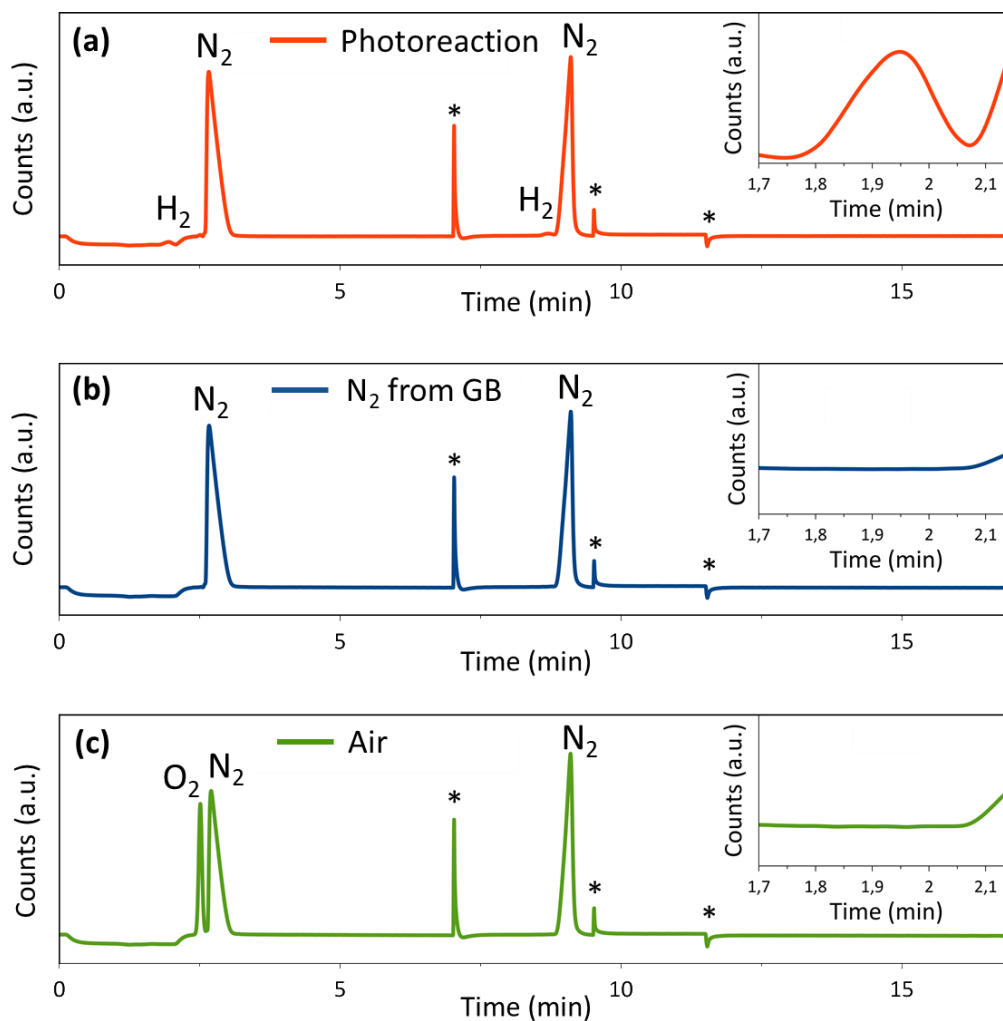 (a)
Photoreaction
N₂
N₂
*
*
*
H₂
H₂
Counts (a.u.)
0
5
10
15
Time (min)
Counts (a.u.)
1,7
1,8
1,9
2
2,1
Time (min)
(b)
N₂ from GB
N₂
N₂
*
*
*
Counts (a.u.)
0
5
10
15
Time (min)
Counts (a.u.)
1,7
1,8
1,9
2
2,1
Time (min)
(c)
Air
O₂
N₂
N₂
*
*
*
Counts (a.u.)
0
5
10
15
Time (min)
Counts (a.u.)
1,7
1,8
1,9
2
2,1
Time (min)